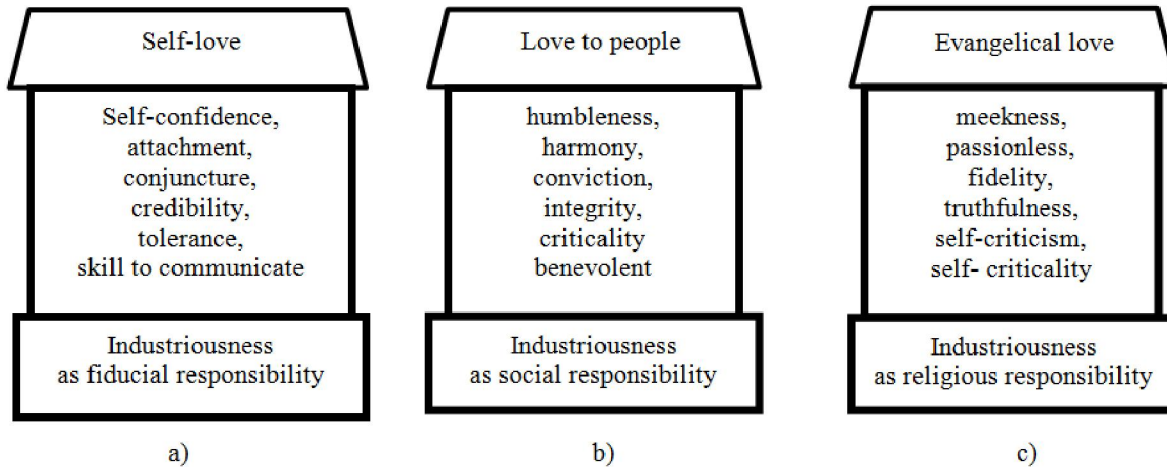 Self-love
Self-confidence,
attachment,
conjuncture,
credibility,
tolerance,
skill to communicate
Industriousness
as fiducial responsibility
a)
Love to people
humbleness,
harmony,
conviction,
integrity,
criticality
benevolent
Industriousness
as social responsibility
b)
Evangelical love
meekness,
passionless,
fidelity,
truthfulness,
self-criticism,
self- criticality
Industriousness
as religious responsibility
c)